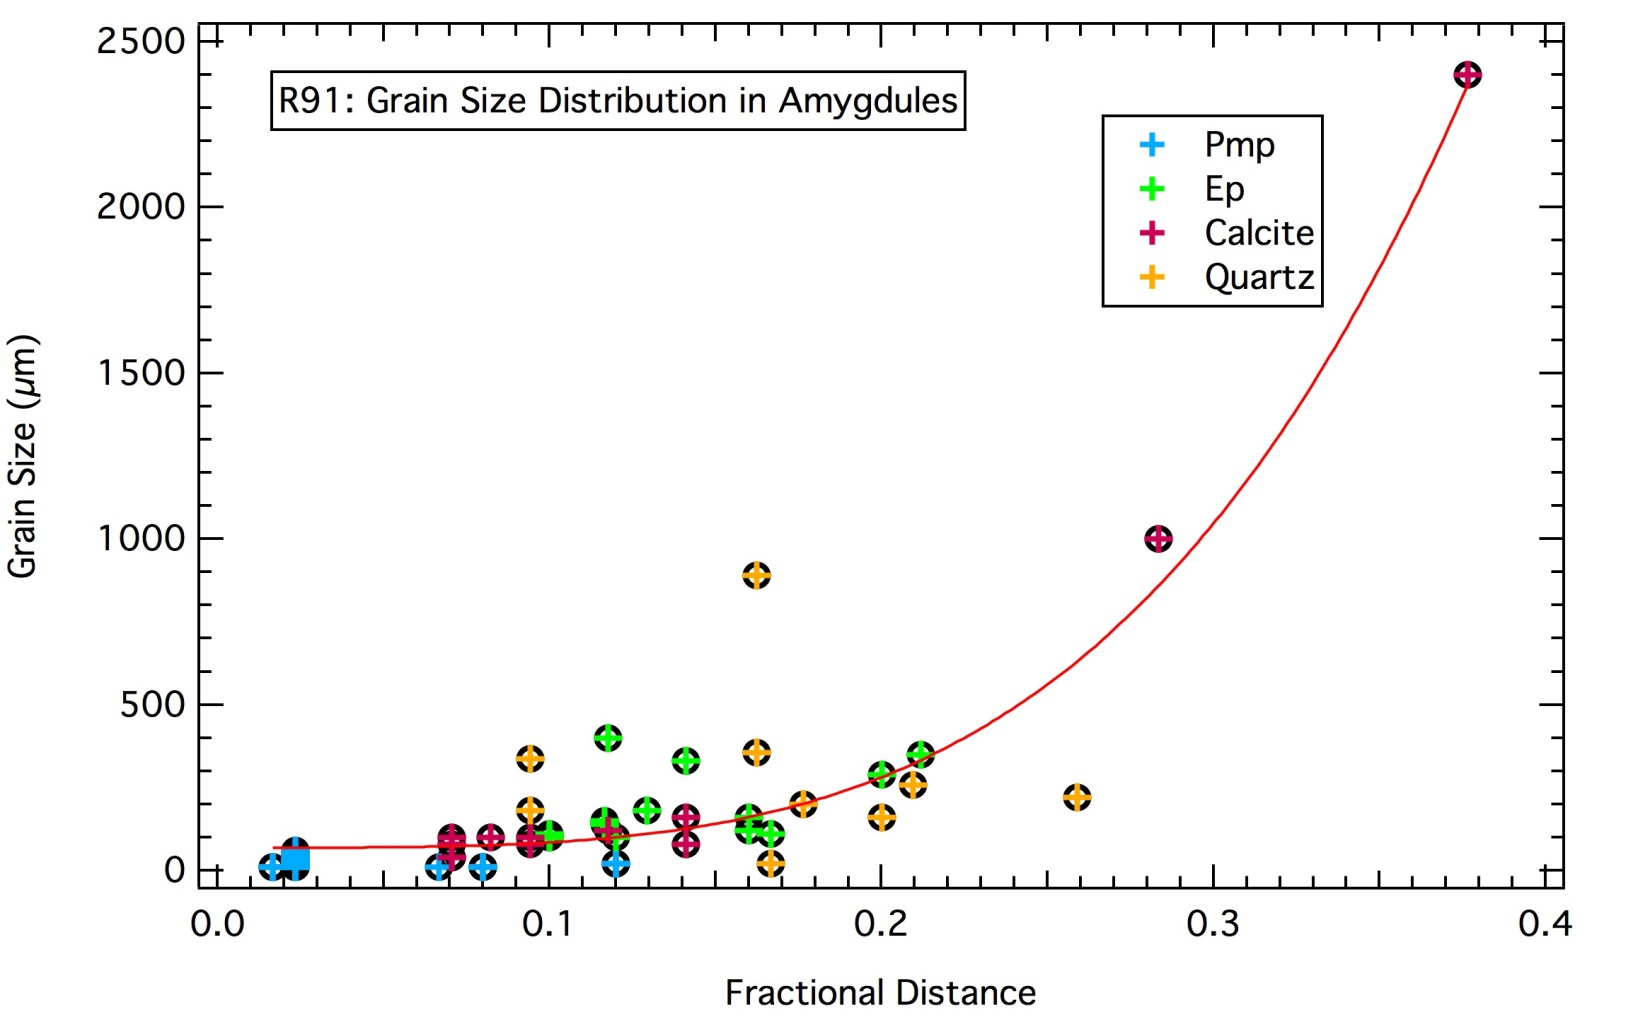 2500
2000
1500
1000
500
0
Grain Size (µm)
R91: Grain Size Distribution in Amygdules
Pmp
Ep
Calcite
Quartz
0.0 0.1 0.2 0.3 0.4
Fractional Distance